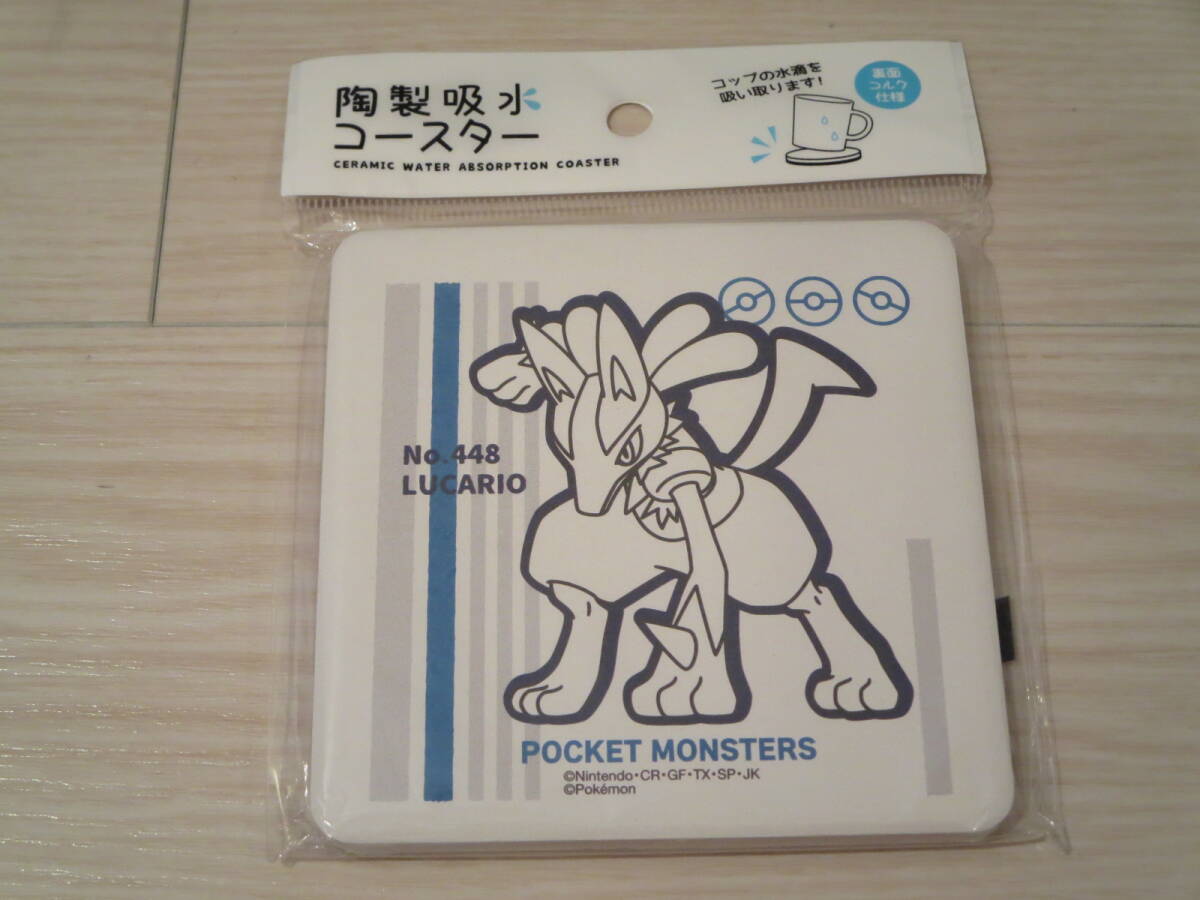 陶製吸水
コースター
CERAMIC WATER ABSORPTION COASTER
コップの水滴を
吸い取ります!
裏面
コルク
仕様
No.448
LUCARIO
POCKET MONSTERS
©Nintendo・CR・GF・TX・SP・JK
©Pokémon